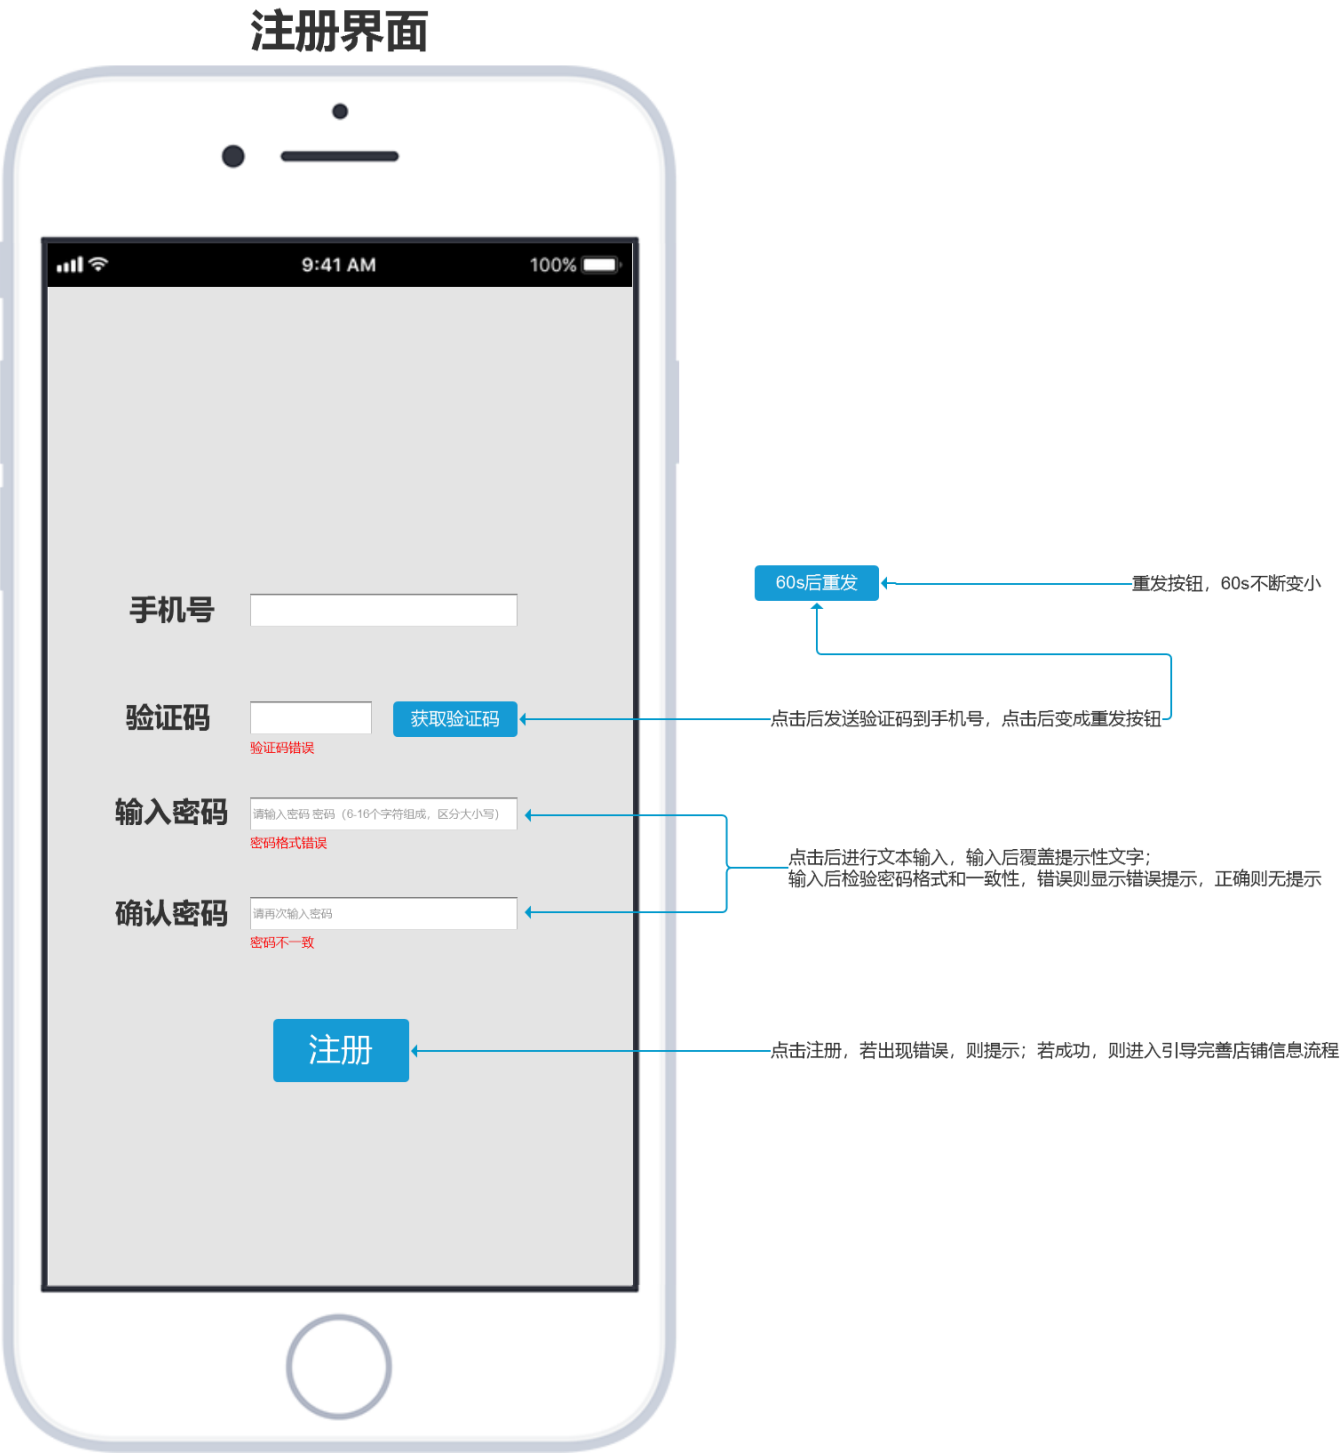 注册界面
9:41 AM
100%
手机号
60s后重发
重发按钮，60s不断变小
验证码
获取验证码
点击后发送验证码到手机号，点击后变成重发按钮
验证码错误
输入密码
请输入密码 密码（6-16个字符组成，区分大小写）
密码格式错误
点击后进行文本输入，输入后覆盖提示性文字；
输入后检验密码格式和一致性，错误则显示错误提示，正确则无提示
确认密码
请再次输入密码
密码不一致
注册
点击注册，若出现错误，则提示；若成功，则进入引导完善店铺信息流程